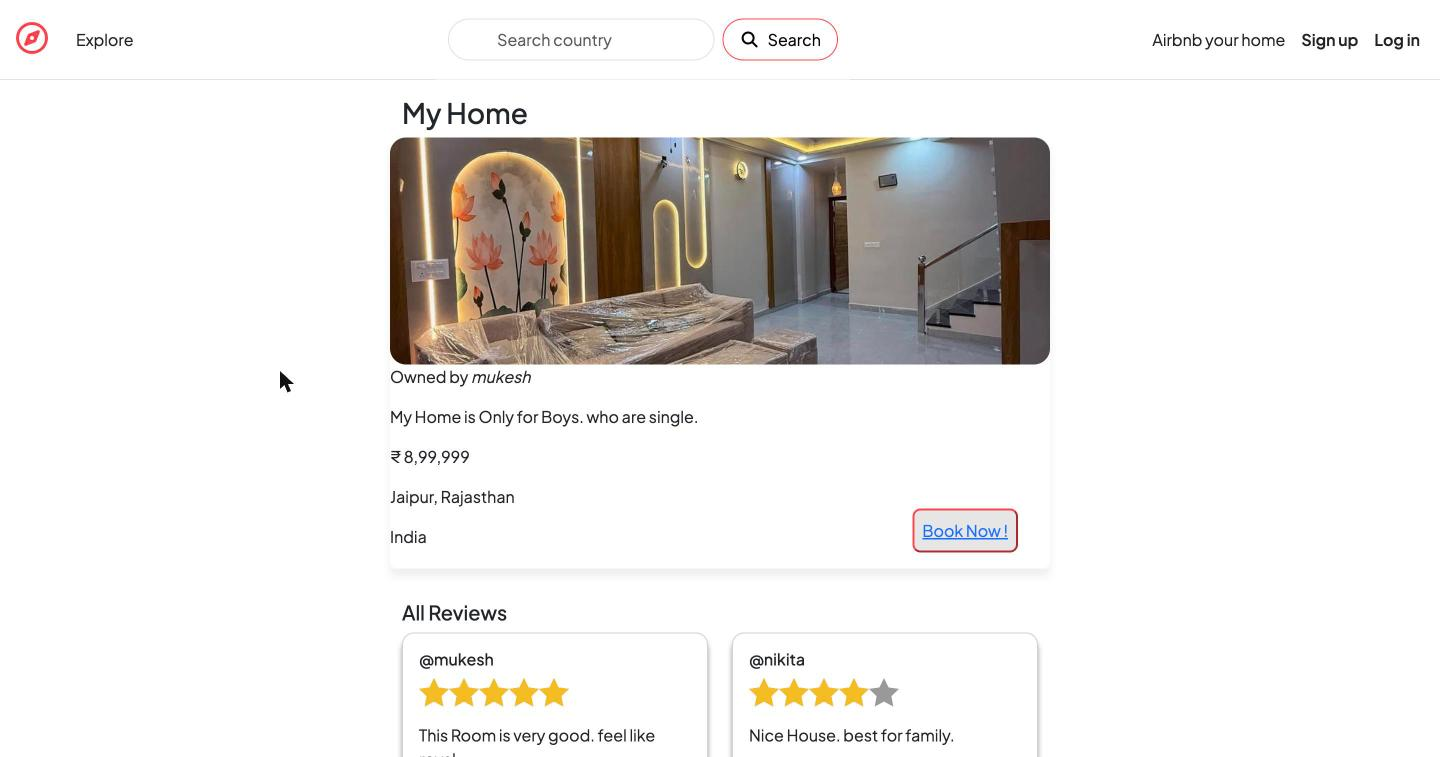 Explore
Search country
Search
Airbnb your home
Sign up
Log in
My Home
Owned by mukesh
My Home is Only for Boys. who are single.
₹ 8,99,999
Jaipur, Rajasthan
India
Book Now !
All Reviews
@mukesh
This Room is very good. feel like
@nikita
Nice House. best for family.